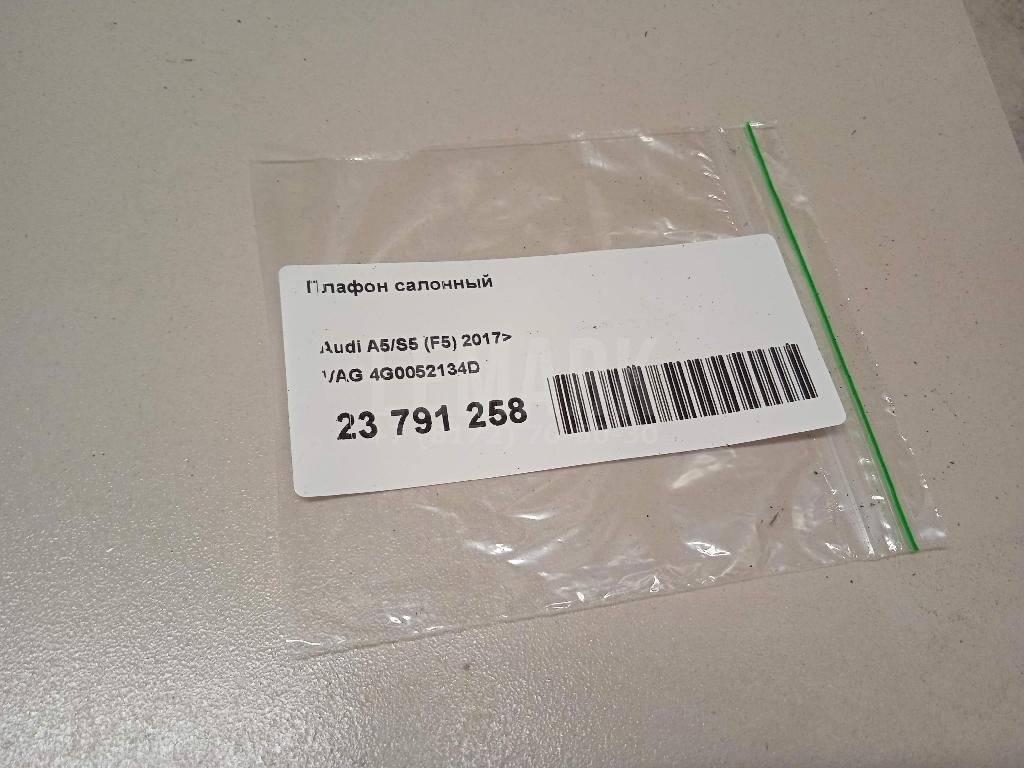 Плафон салонный
Audi A5/S5 (F5) 2017>
VAG 4G0052134D
23 791 258